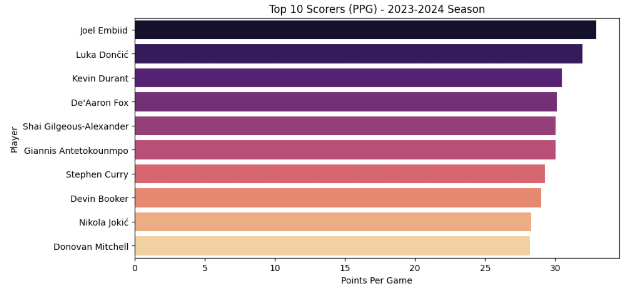 Top 10 Scorers (PPG) - 2023-2024 Season
Joel Embiid
Luka Dončić
Kevin Durant
De'Aaron Fox
Shai Gilgeous-Alexander
Giannis Antetokounmpo
Stephen Curry
Devin Booker
Nikola Jokić
Donovan Mitchell
Player
0 5 10 15 20 25 30
Points Per Game